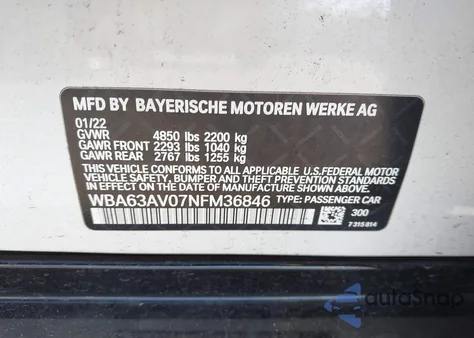 MFD BY BAYERISCHE MOTOREN WERKE AG
01/22
GVWR 4850 lbs 2200 kg
GAWR FRONT 2293 lbs 1040 kg
GAWR REAR 2767 lbs 1255 kg
THIS VEHICLE CONFORMS TO ALL APPLICABLE U.S. FEDERAL MOTOR
VEHICLE SAFETY, BUMPER AND THEFT PREVENTION STANDARDS
IN EFFECT ON THE DATE OF MANUFACTURE SHOWN ABOVE.
WBA63AV07NFM36846 TYPE: PASSENGER CAR
300
7 315 814
autoSnap